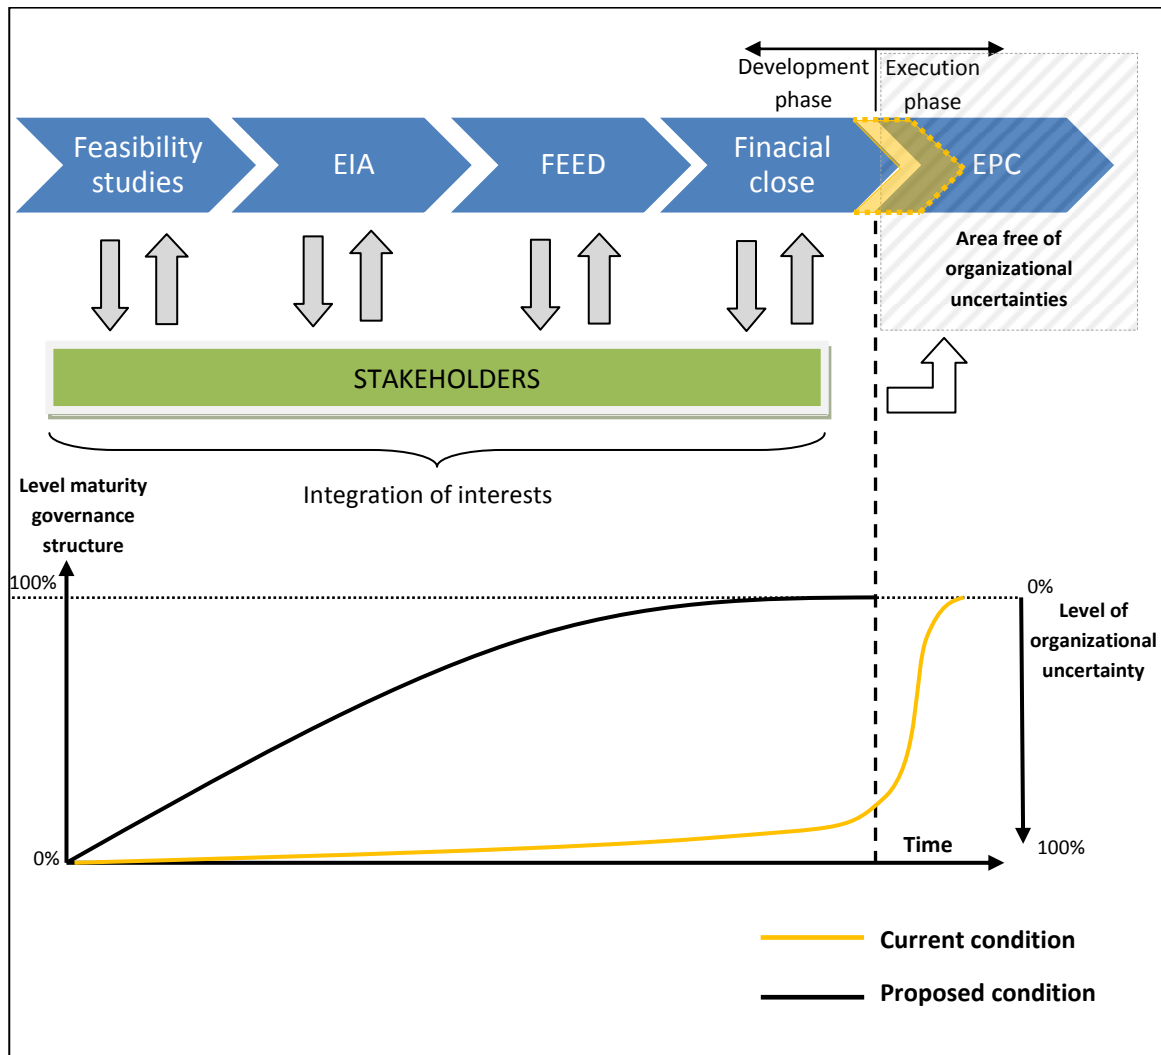 Development
phase
Execution
phase
Feasibility
studies
EIA
FEED
Finacial
close
EPC
Area free of
organizational
uncertainties
STAKEHOLDERS
Integration of interests
Level maturity
governance
structure
100%
0%
Level of
organizational
uncertainty
0%
Time
100%
Current condition
Proposed condition